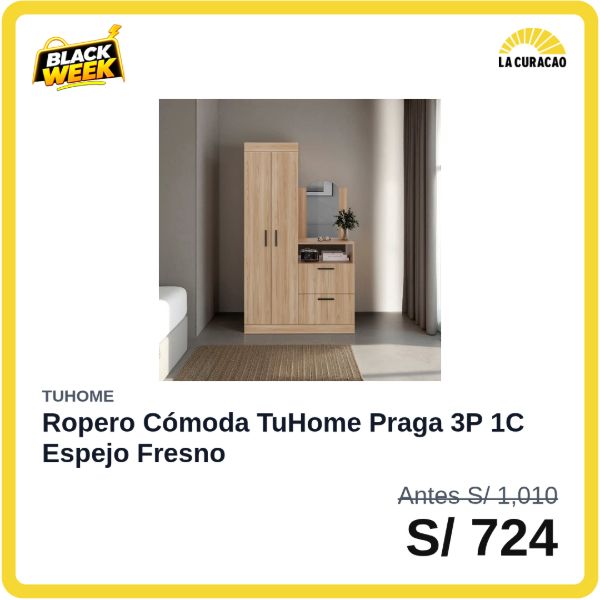 BLACK
WEEK
LA CURACAO
TUHOME
Ropero Cómoda TuHome Praga 3P 1C
Espejo Fresno
Antes S/ 1,010
S/ 724